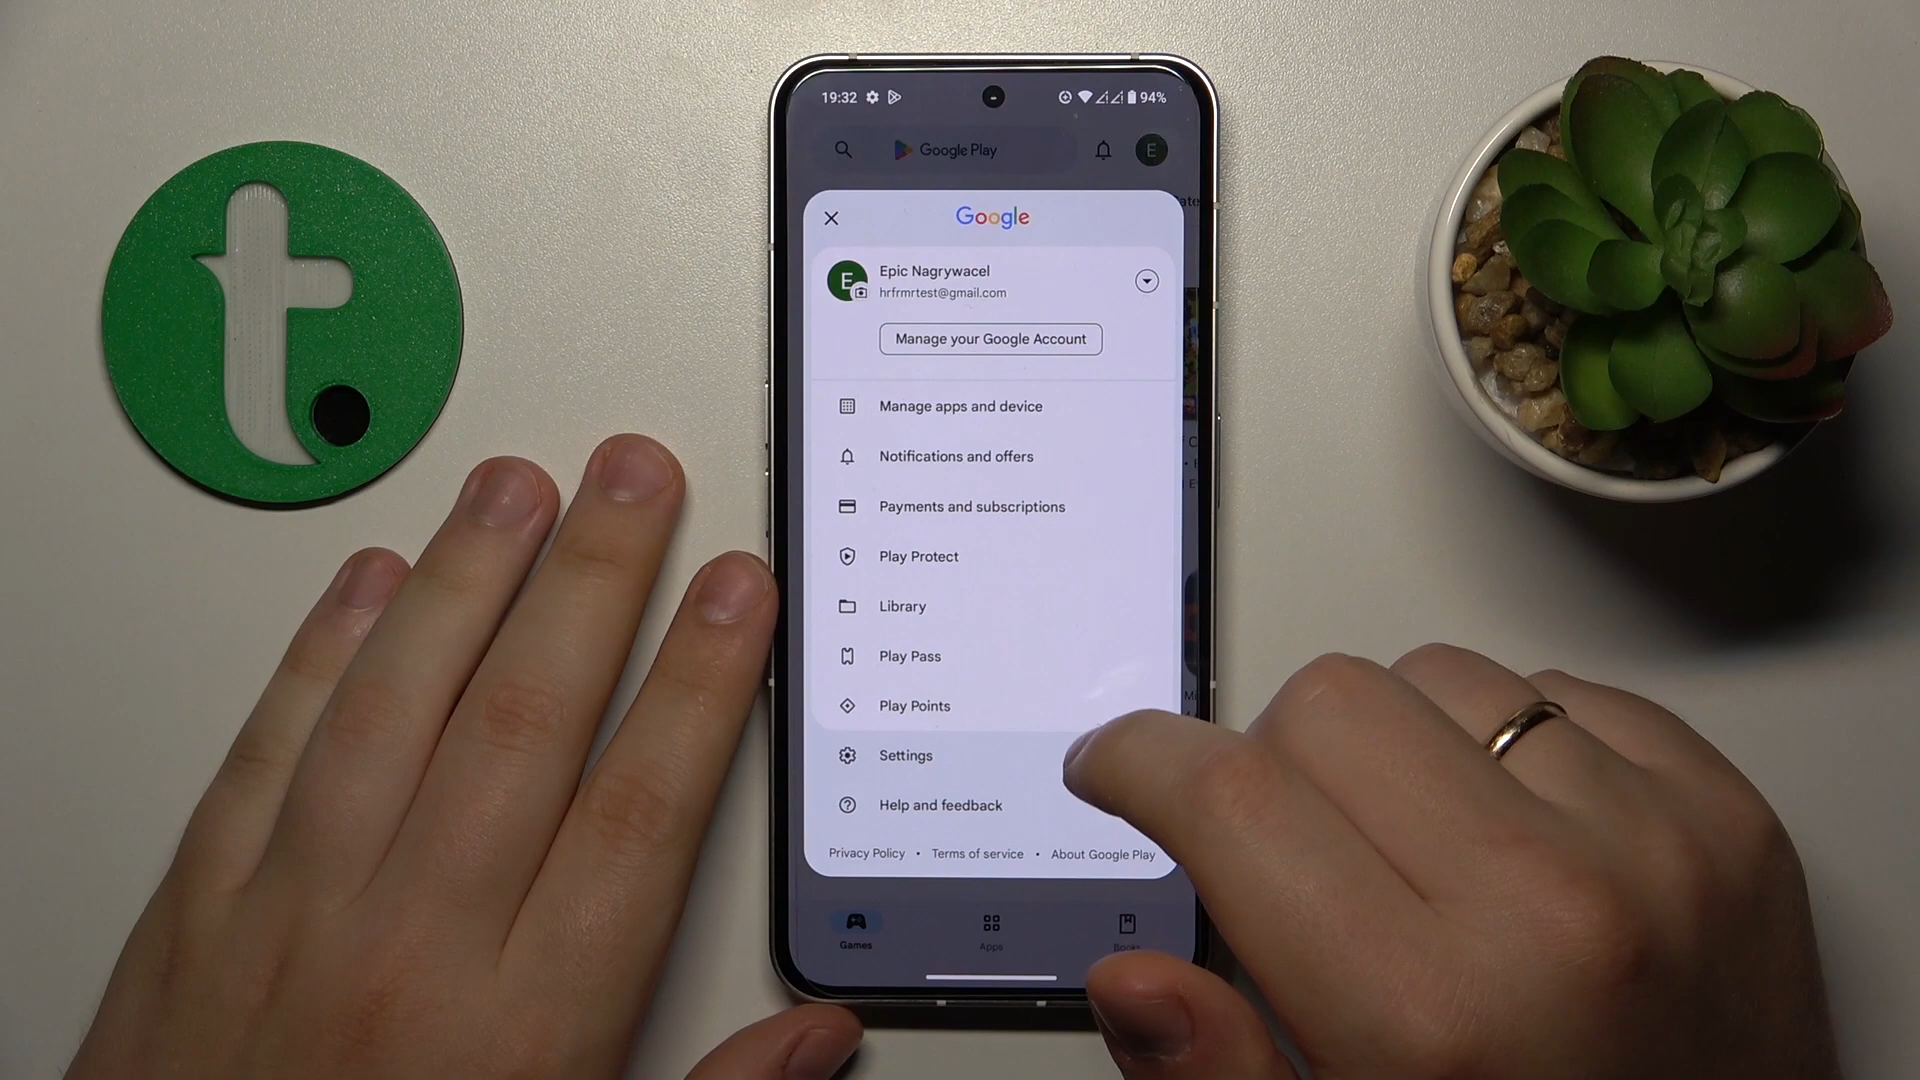 19:32 94%
Google Play E
Google
E Epic Nagrywacel
hrfrmrtest@gmail.com
Manage your Google Account
Manage apps and device
Notifications and offers
Payments and subscriptions
Play Protect
Library
Play Pass
Play Points
Settings
Help and feedback
Privacy Policy • Terms of service • About Google Play
Games Apps Books
t